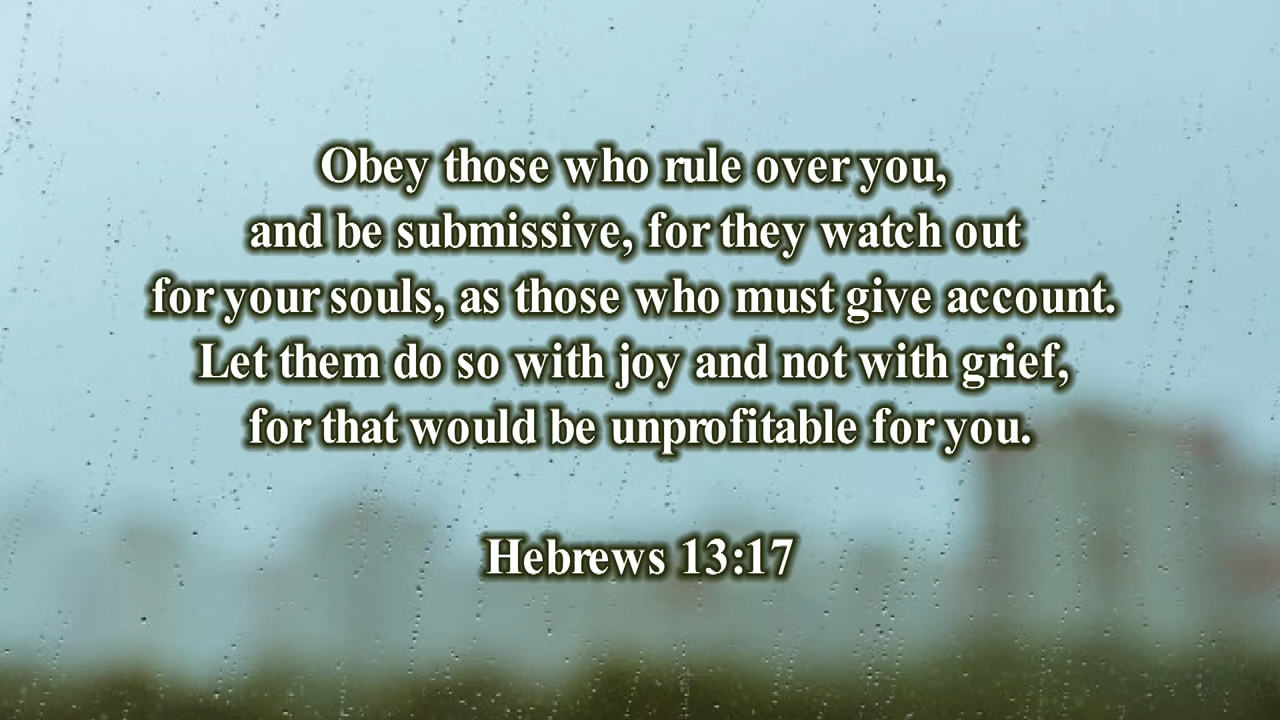 Obey those who rule over you,
and be submissive, for they watch out
for your souls, as those who must give account.
Let them do so with joy and not with grief,
for that would be unprofitable for you.
Hebrews 13:17